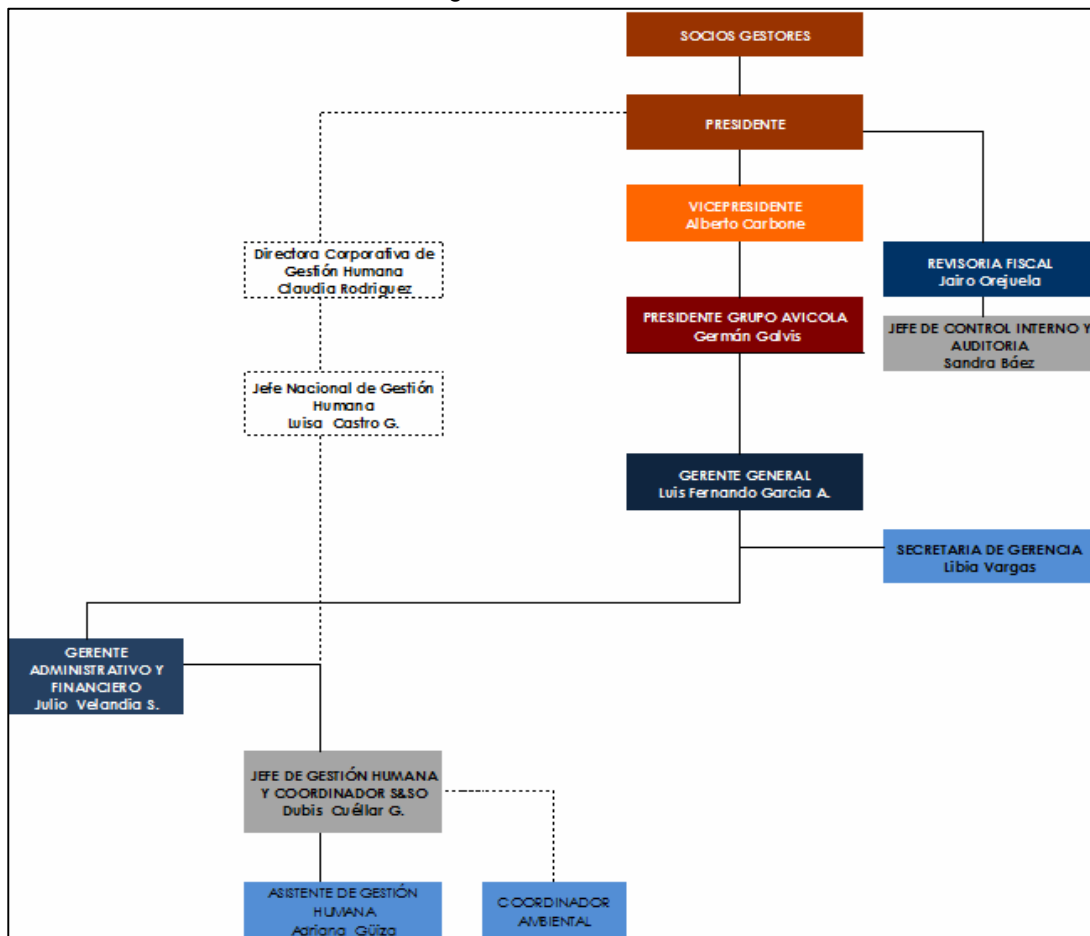 SOCIOS GESTORES
PRESIDENTE
VICEPRESIDENTE
Alberto Carbone
Directora Corporativa de
Gestión Humana
Claudia Rodriguez
REVISORIA FISCAL
Jairo Orejuela
PRESIDENTE GRUPO AVICOLA
Germán Galvis
JEFE DE CONTROL INTERNO Y
AUDITORIA
Sandra Báez
Jefe Nacional de Gestión
Humana
Luisa Castro G.
GERENTE GENERAL
Luis Fernando Garcia A.
SECRETARIA DE GERENCIA
Libia Vargas
GERENTE
ADMINISTRATIVO Y
FINANCIERO
Julio Velandia S.
JEFE DE GESTIÓN HUMANA
Y COORDINADOR S&SO
Dubis Cuéllar G.
ASISTENTE DE GESTIÓN
HUMANA
Adriana Güiza
COORDINADOR
AMBIENTAL